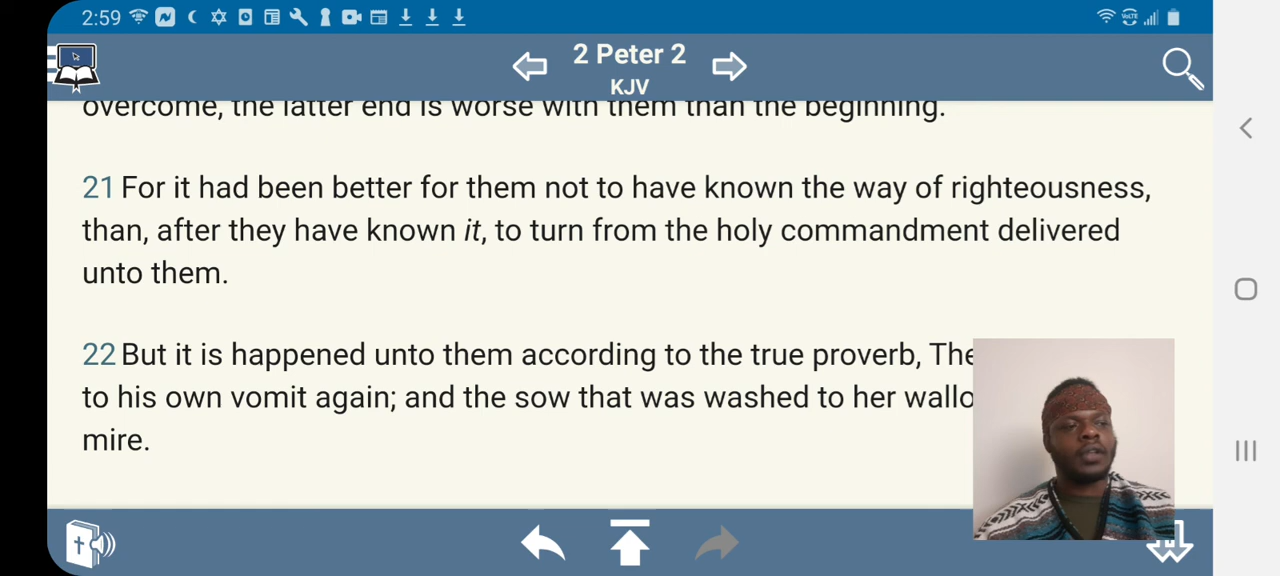 2:59
2 Peter 2
KJV
overcome, the latter end is worse with them than the beginning.
21 For it had been better for them not to have known the way of righteousness,
than, after they have known it, to turn from the holy commandment delivered
unto them.
22 But it is happened unto them according to the true proverb, The
to his own vomit again; and the sow that was washed to her wallo
mire.